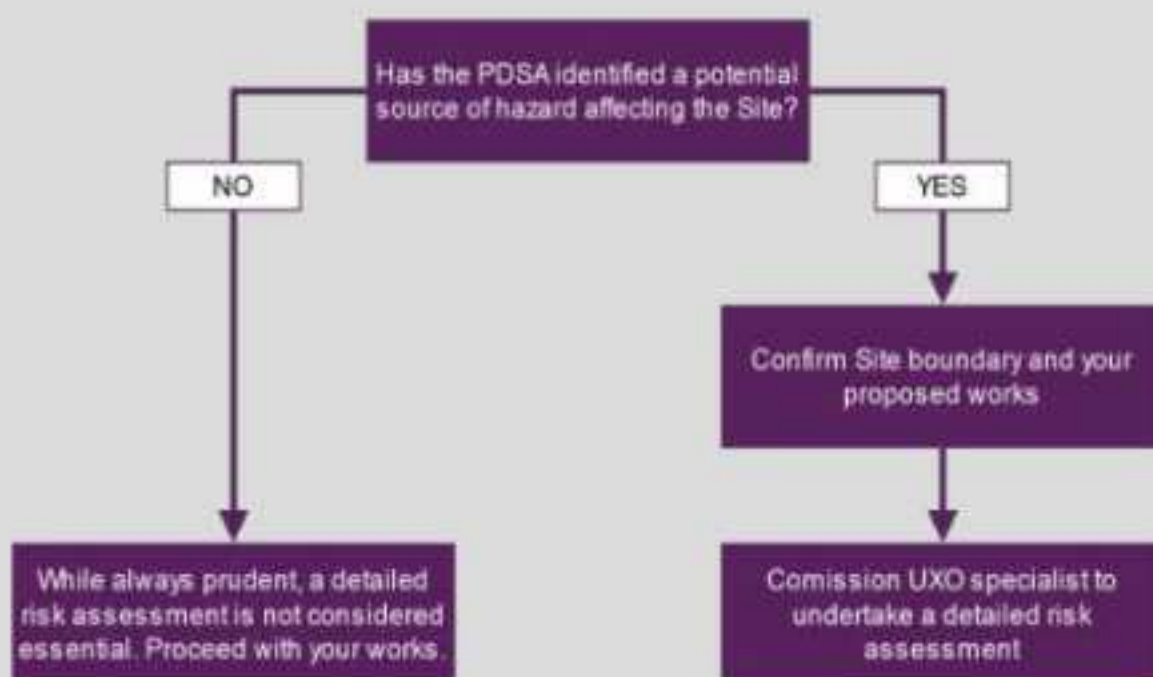 Has the PDSA identified a potential
source of hazard affecting the Site?
NO
YES
Confirm Site boundary and your
proposed works
While always prudent, a detailed
risk assessment is not considered
essential. Proceed with your works.
Comission UXO specialist to
undertake a detailed risk
assessment